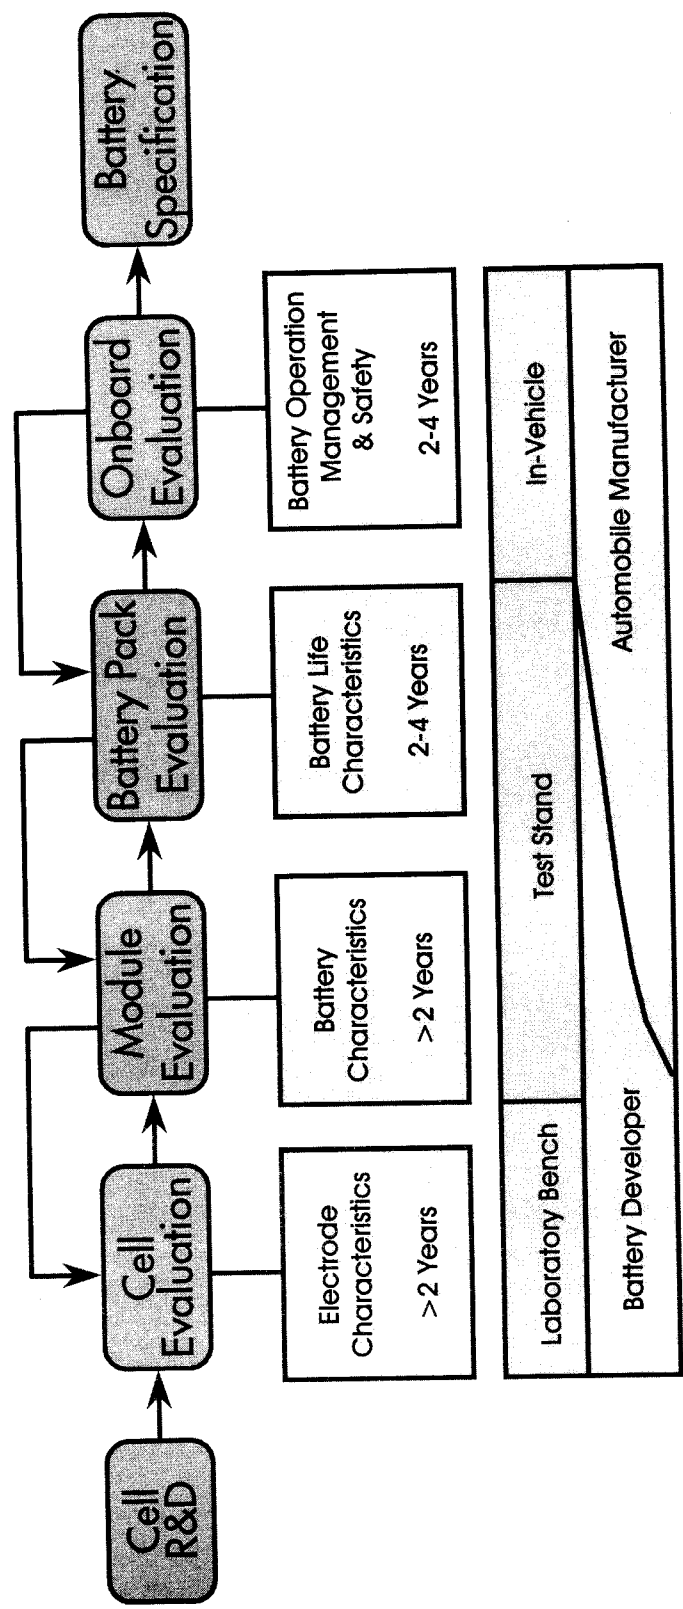 Cell
R&D
Cell
Evaluation
Module
Evaluation
Battery Pack
Evaluation
Onboard
Evaluation
Battery
Specification
Electrode
Characteristics
>2 Years
Battery
Characteristics
>2 Years
Battery Life
Characteristics
2-4 Years
Battery Operation
Management
& Safety
2-4 Years
Laboratory Bench
Test Stand
In-Vehicle
Battery Developer
Automobile Manufacturer